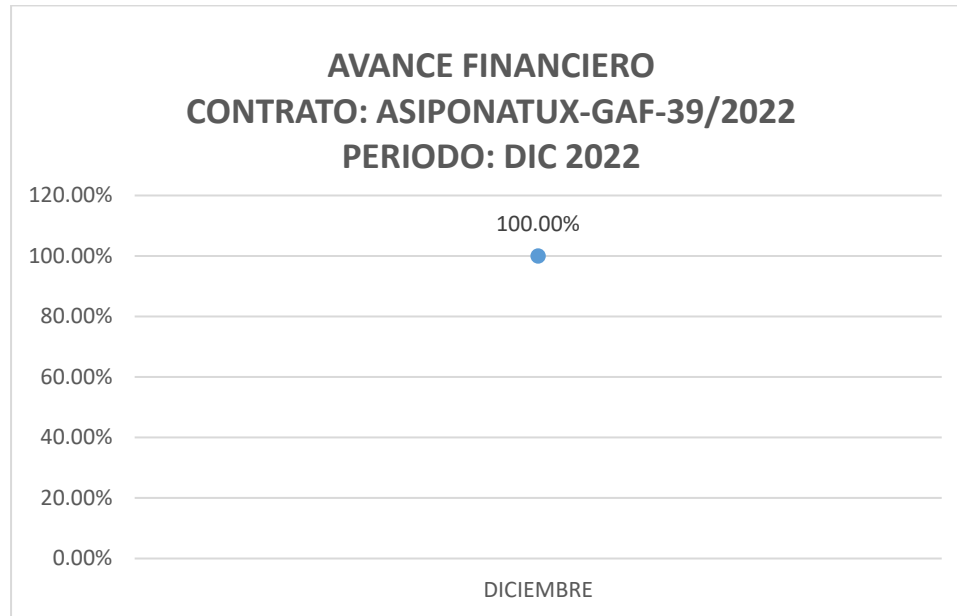 AVANCE FINANCIERO
CONTRATO: ASIPONATUX-GAF-39/2022
PERIODO: DIC 2022
120.00%
100.00%
100.00%
80.00%
60.00%
40.00%
20.00%
0.00%
DICIEMBRE